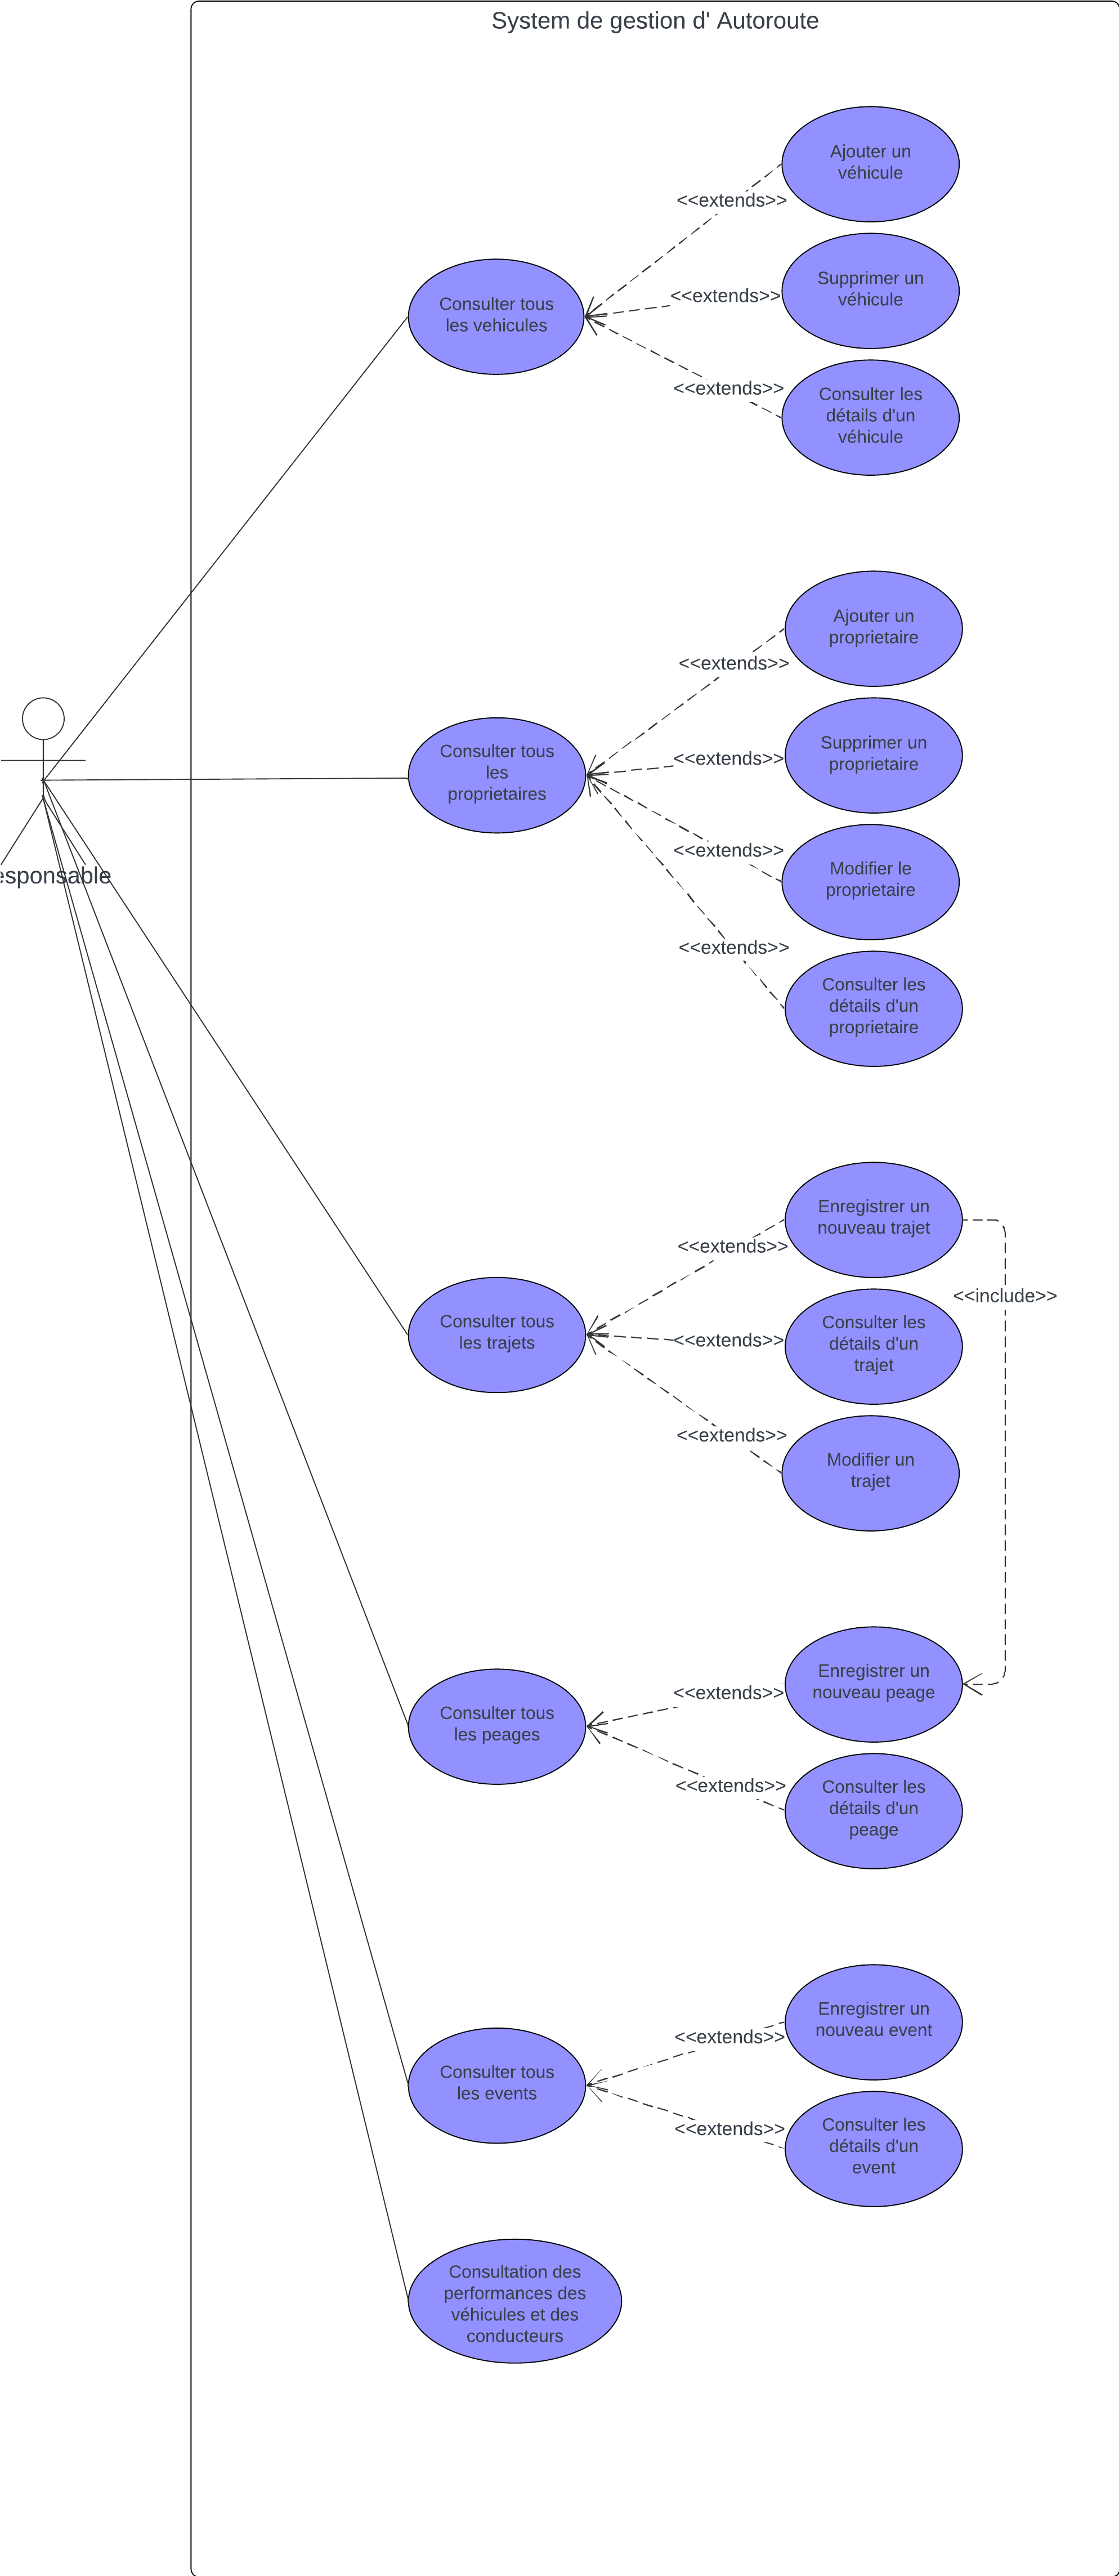 System de gestion d' Autoroute
Ajouter un
véhicule
<<extends>>
Supprimer un
véhicule
<<extends>>
Consulter tous
les vehicules
<<extends>>
Consulter les
détails d'un
véhicule
Ajouter un
proprietaire
<<extends>>
Supprimer un
proprietaire
<<extends>>
Consulter tous
les
proprietaires
<<extends>>
Modifier le
proprietaire
esponsable
<<extends>>
Consulter les
détails d'un
proprietaire
Enregistrer un
nouveau trajet
<<extends>>
<<include>>
Consulter tous
les trajets
<<extends>>
Consulter les
détails d'un
trajet
<<extends>>
Modifier un
trajet
Enregistrer un
nouveau peage
<<extends>>
Consulter tous
les peages
<<extends>>
Consulter les
détails d'un
peage
Enregistrer un
nouveau event
<<extends>>
Consulter tous
les events
<<extends>>
Consulter les
détails d'un
event
Consultation des
performances des
véhicules et des
conducteurs